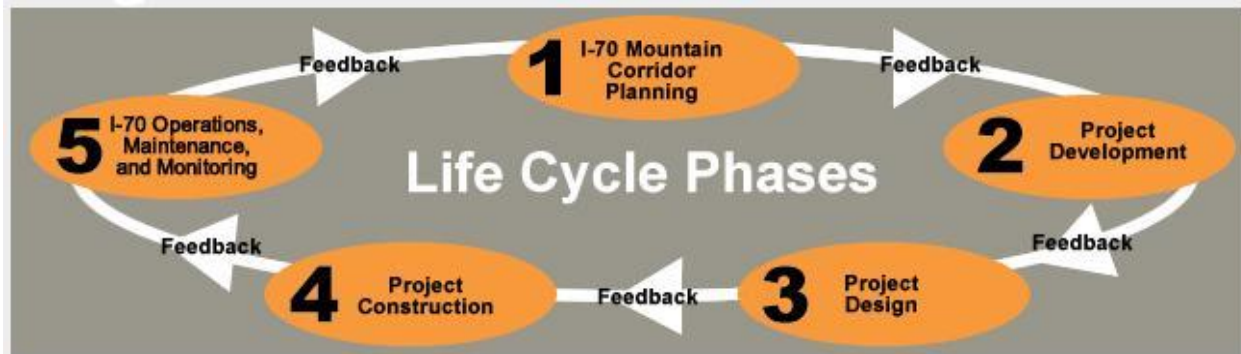 1 I-70 Mountain
Corridor
Planning
Feedback
2 Project
Development
Feedback
3 Project
Design
Feedback
4 Project
Construction
Feedback
5 I-70 Operations,
Maintenance,
and Monitoring
Feedback
Life Cycle Phases